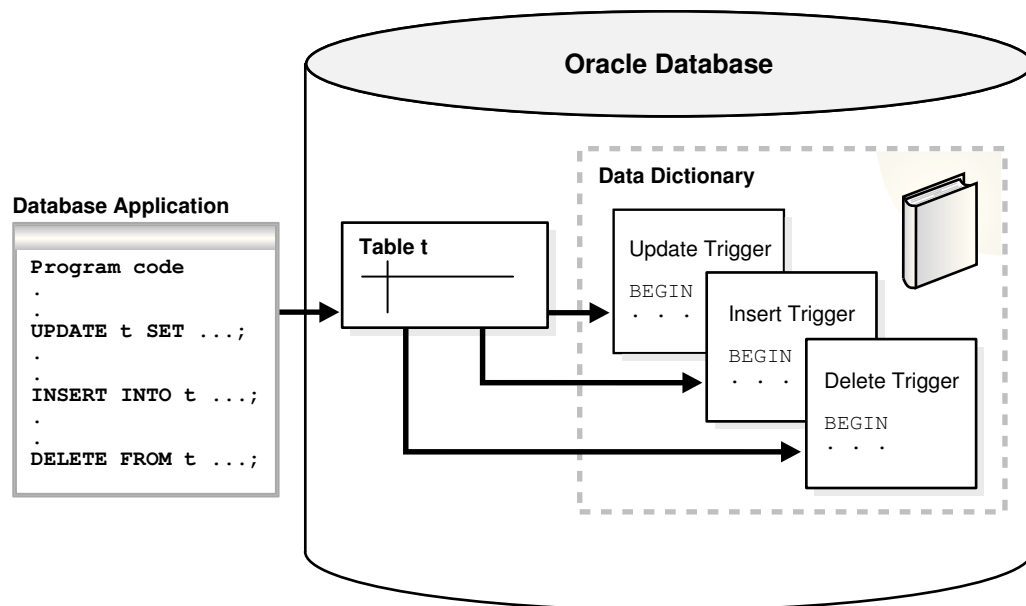 Oracle Database
Data Dictionary
Database Application
Program code
.
.
UPDATE t SET ...;
.
.
INSERT INTO t ...;
.
.
DELETE FROM t ...;
Table t
Update Trigger
BEGIN
. . .
Insert Trigger
BEGIN
. . .
Delete Trigger
BEGIN
. . .